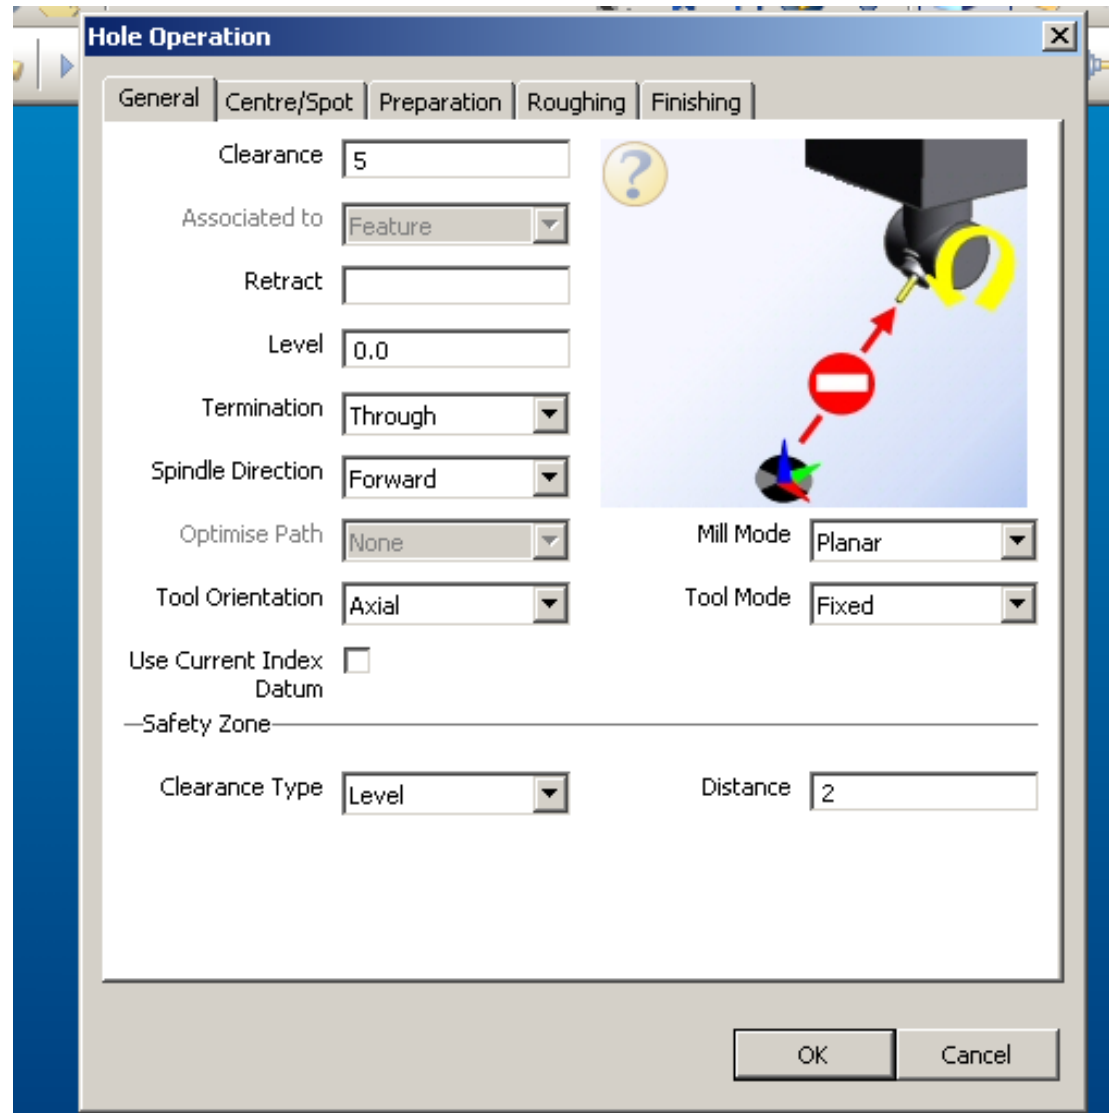 Hole Operation
General Centre/Spot Preparation Roughing Finishing
Clearance 5
Associated to Feature
Retract
Level 0.0
Termination Through
Spindle Direction Forward
Optimise Path None Mill Mode Planar
Tool Orientation Axial Tool Mode Fixed
Use Current Index
Datum
Safety Zone
Clearance Type Level Distance 2
OK Cancel